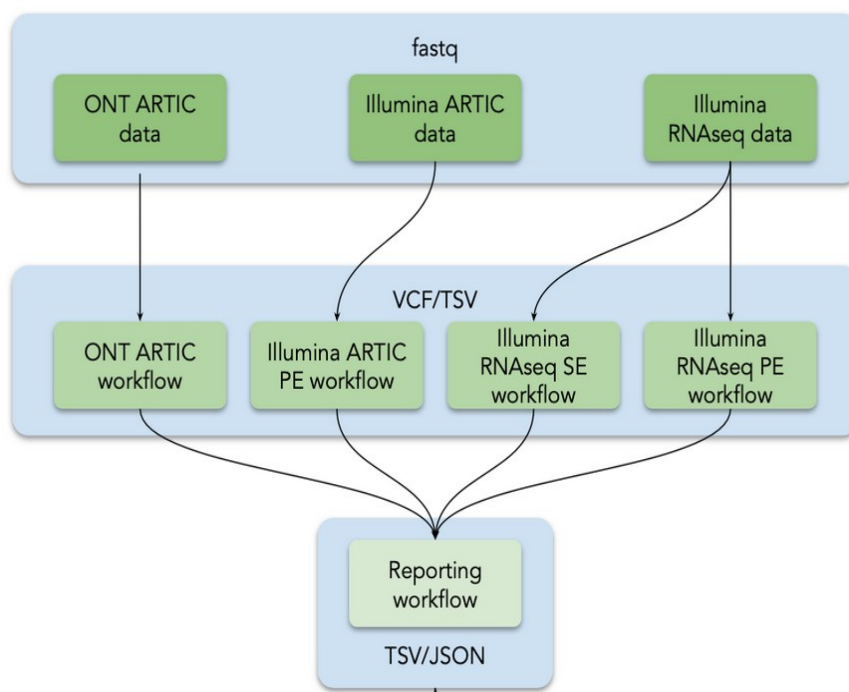 fastq
ONT ARTIC
data
Illumina ARTIC
data
Illumina
RNAseq data
VCF/TSV
ONT ARTIC
workflow
Illumina ARTIC
PE workflow
Illumina
RNAseq SE
workflow
Illumina
RNAseq PE
workflow
Reporting
workflow
TSV/JSON